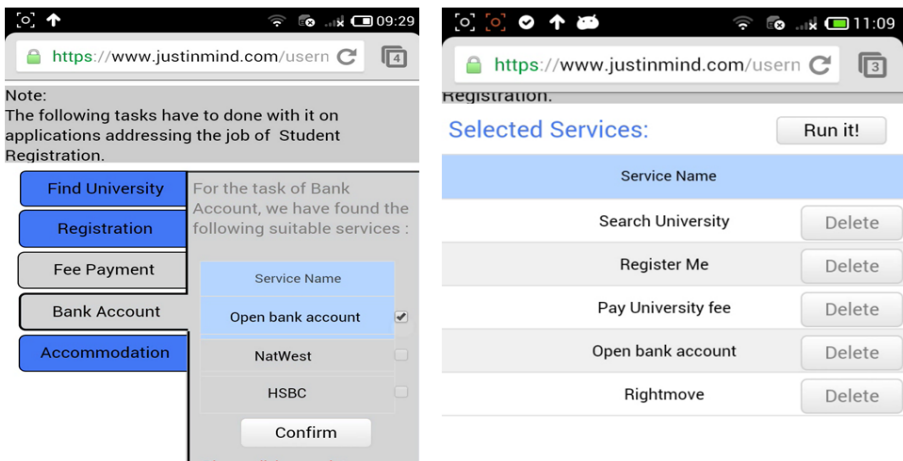 09:29
https://www.justinmind.com/usern
4
Note:
The following tasks have to done with it on
applications addressing the job of Student
Registration.
Find University
Registration
Fee Payment
Bank Account
Accommodation
For the task of Bank
Account, we have found the
following suitable services :
Service Name
Open bank account
NatWest
HSBC
Confirm
11:09
https://www.justinmind.com/usern
3
Registration.
Selected Services:
Run it!
Service Name
Search University Delete
Register Me Delete
Pay University fee Delete
Open bank account Delete
Rightmove Delete